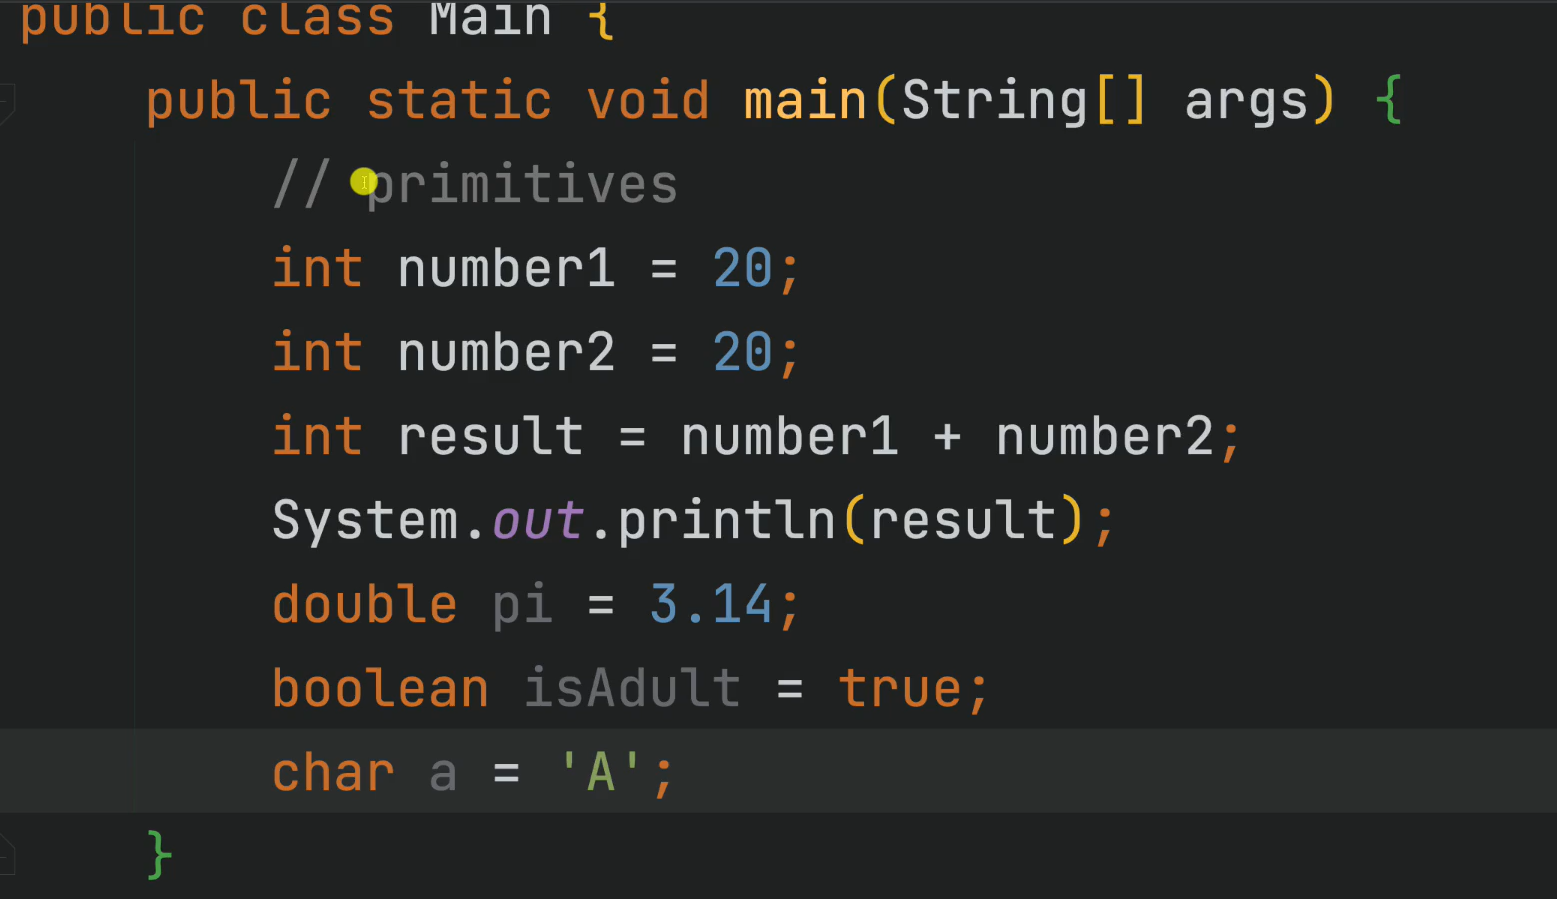 public class Main {
public static void main(String[] args) {
// primitives
int number1 = 20;
int number2 = 20;
int result = number1 + number2;
System.out.println(result);
double pi = 3.14;
boolean isAdult = true;
char a = 'A';
}